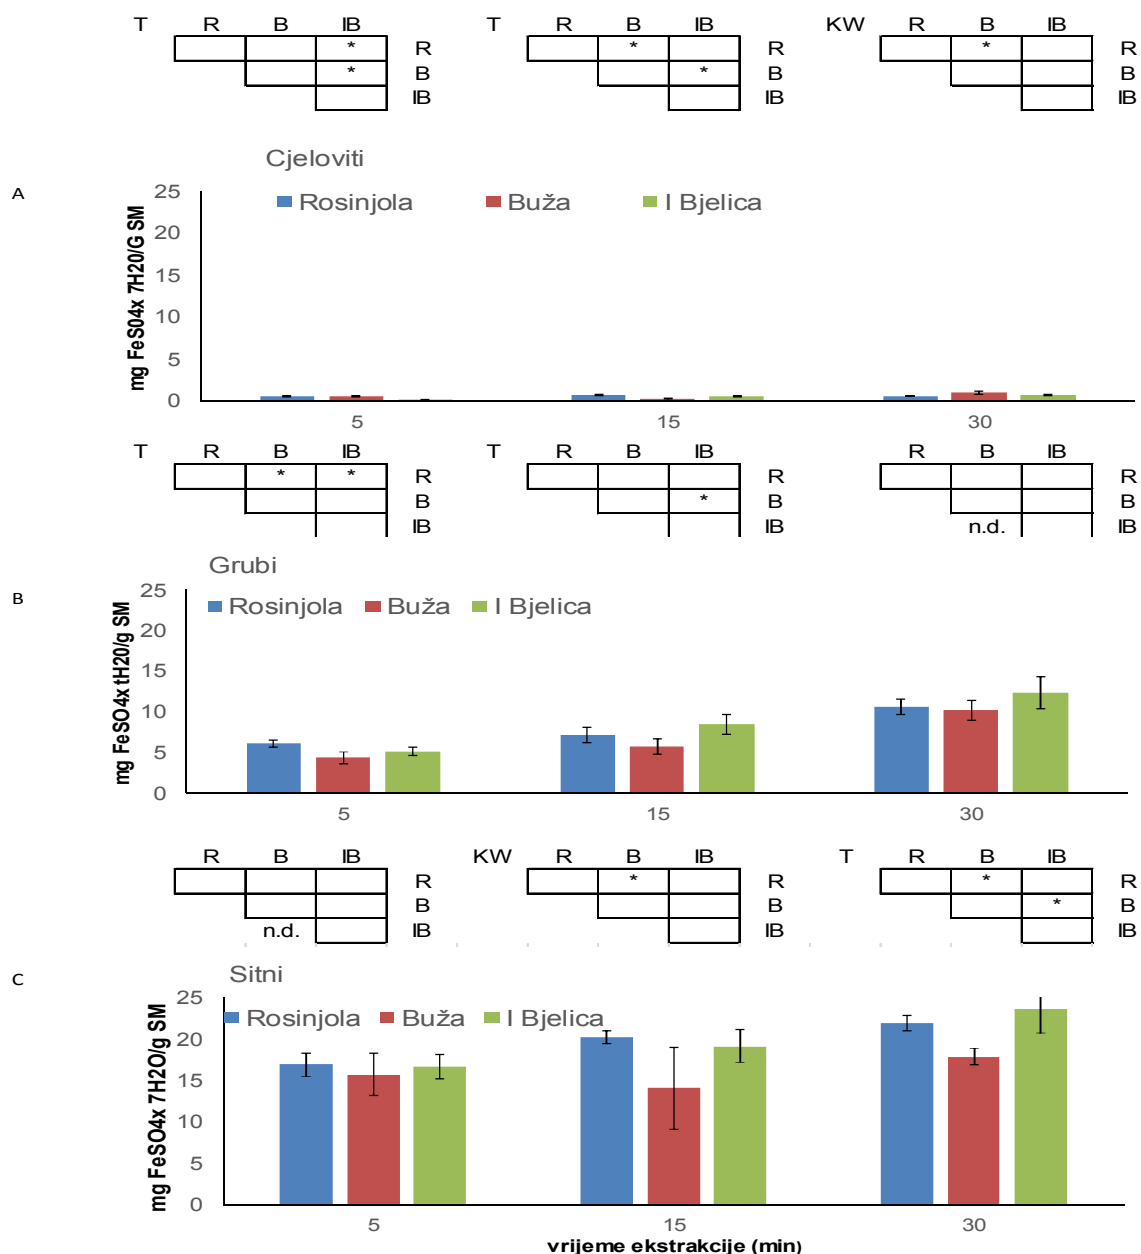 T R B IB T R B IB KW R B IB
* R * R * R
* B * B B
IB IB IB
Cjeloviti
A
25
Rosinjola Buža I Bjelica
20
15
10
5
0
mg FeS04x 7H20/G SM
5 15 30
T R B IB T R B IB R B IB
* * R R R
B * B B
IB IB n.d. IB
Grubi
B
25
Rosinjola Buža I Bjelica
20
15
10
5
0
mg FeSO4x tH20/g SM
5 15 30
R B IB KW R B IB T R B IB
R * R * R
B B * B
n.d. IB IB IB
Sitni
C
25
Rosinjola Buža I Bjelica
20
15
10
5
0
mg FeSO4x 7H2O/g SM
5 15 30
vrijeme ekstrakcije (min)